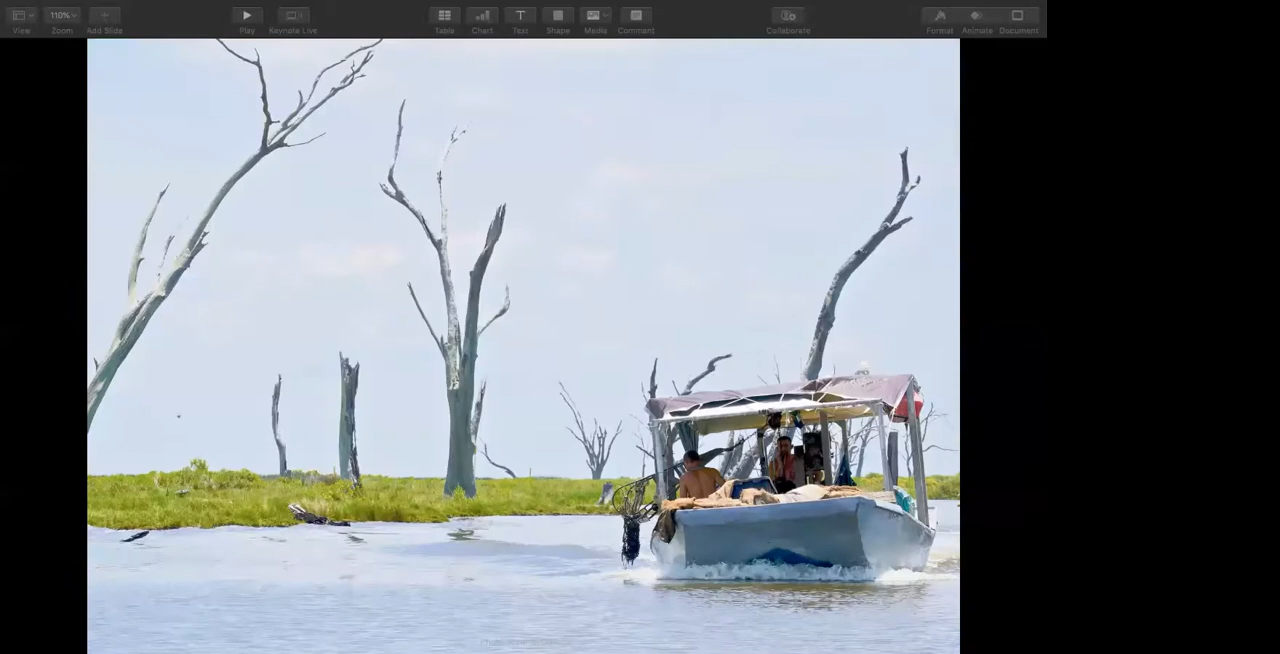 110%
View
Zoom
Add Slide
Play
Keynote Live
Table
Chart
Text
Shape
Media
Comment
Collaborate
Format
Animate
Document